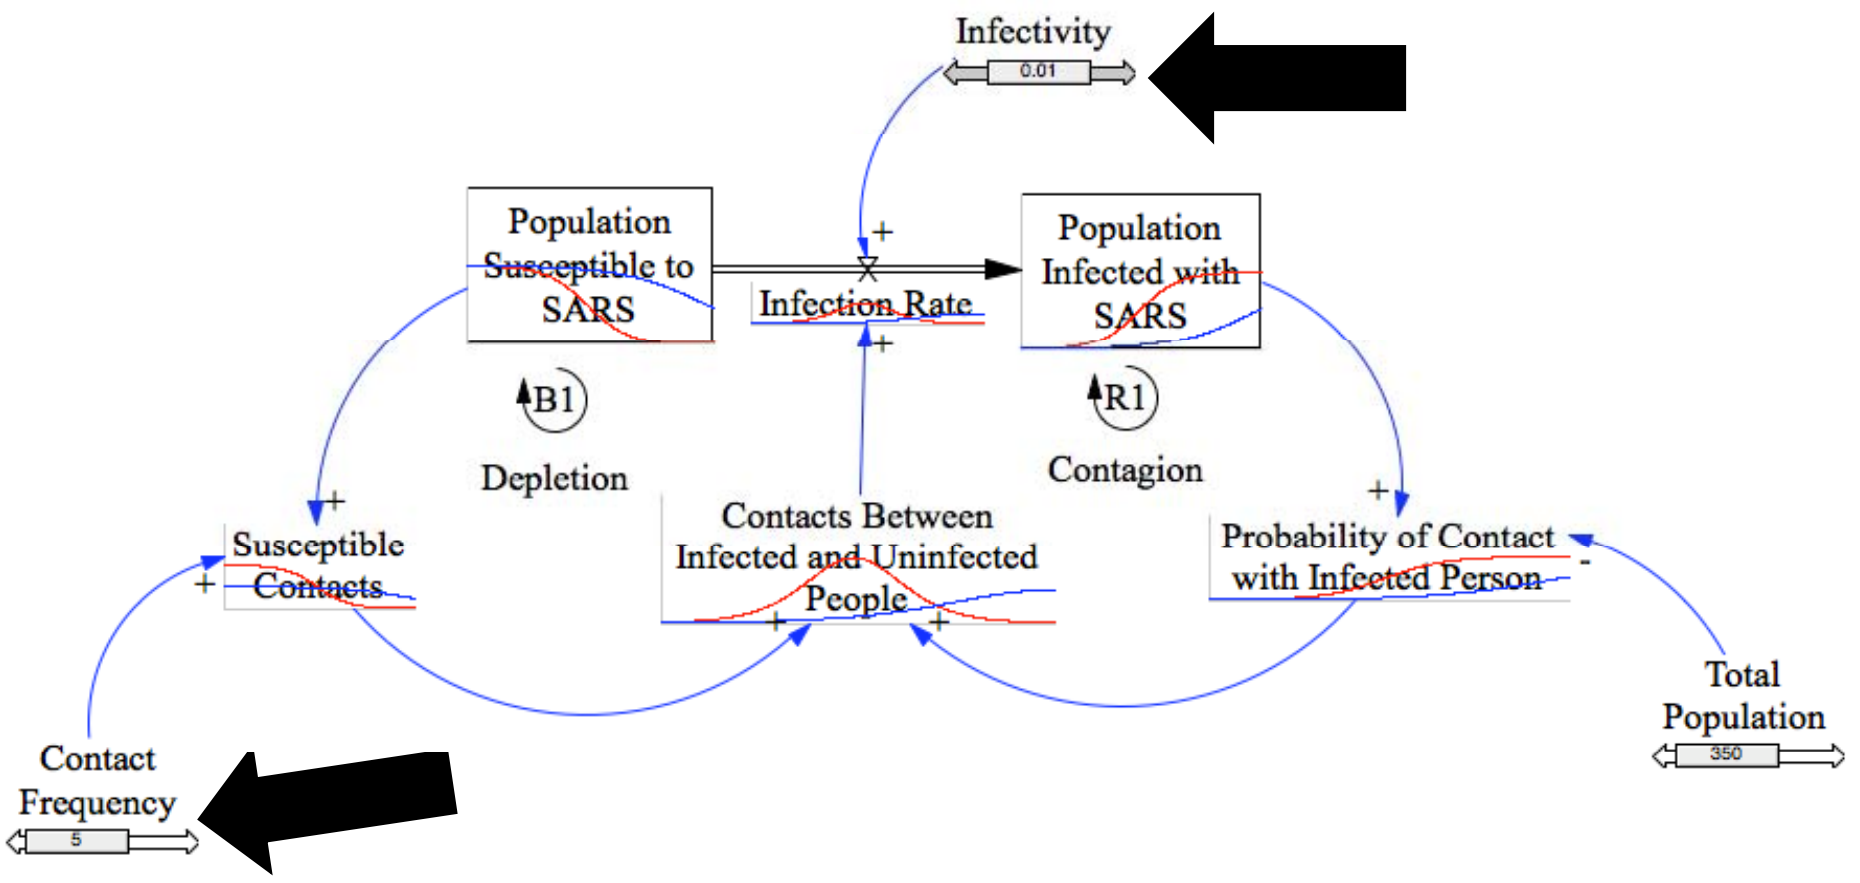 Infectivity
0.01
+
Population
Susceptible to
SARS
Infection Rate
+
Population
Infected with
SARS
B1
Depletion
R1
Contagion
+
Susceptible
Contacts
+
Contacts Between
Infected and Uninfected
People
+
+
+
Probability of Contact
with Infected Person
-
Total
Population
350
Contact
Frequency
5